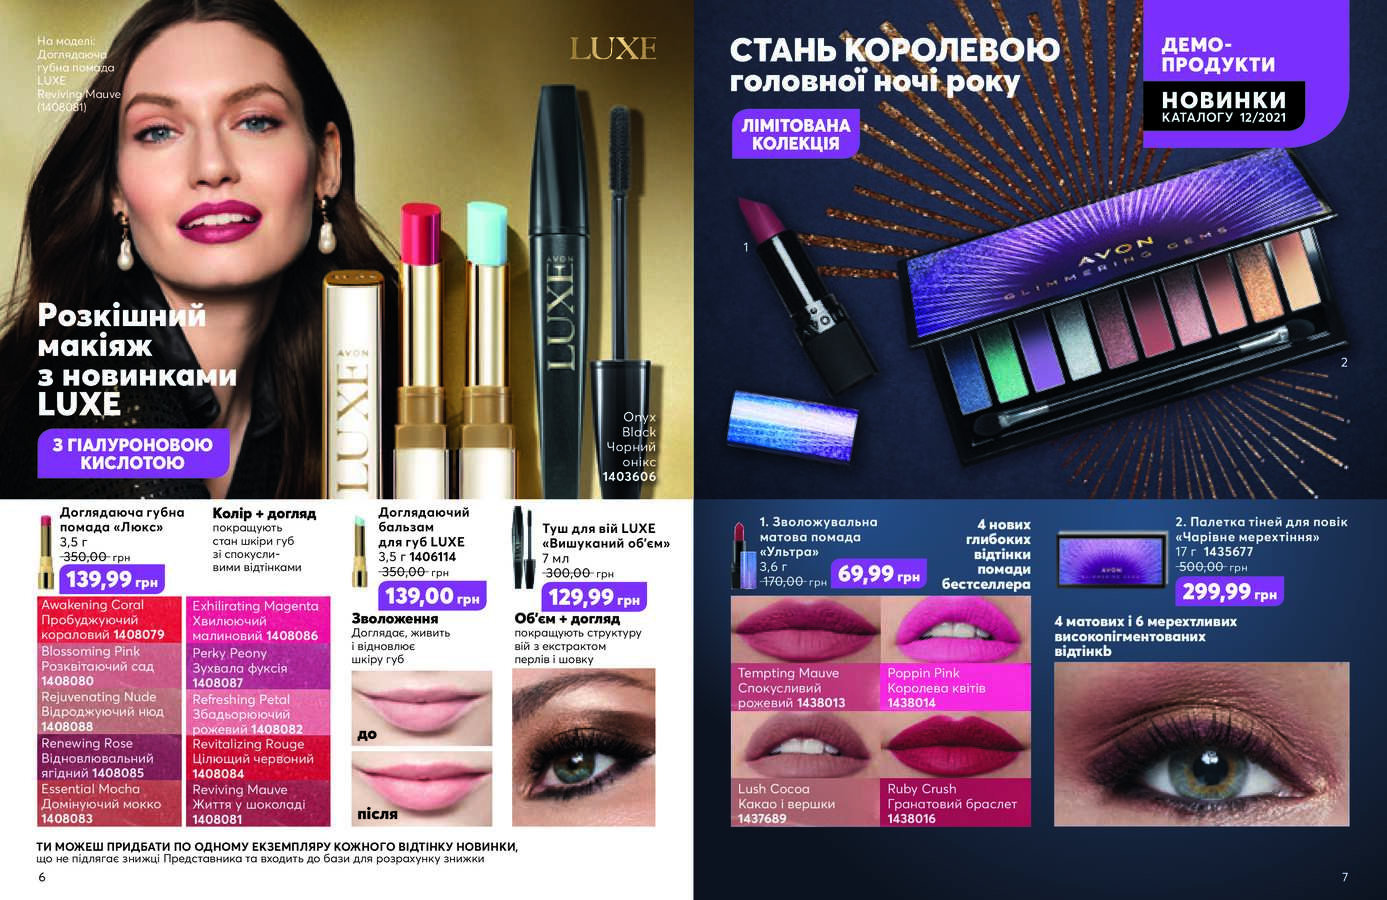 На моделі:
Доглядаюча
губна помада
LUXE
Reviving Mauve
(1408081)
LUXE
Розкішний
макіяж
з новинками
LUXE
З ГІАЛУРОНОВОЮ
КИСЛОТОЮ
AVON
LUXE
AVON
LUXE
Onyx
Black
Чорний
онікс
1403606
Доглядаюча губна
помада «Люкс»
3,5 г
350,00 грн
139,99 грн
Колір + догляд
покращують
стан шкіри губ
зі спокусли-
вими відтінками
Awakening Coral
Пробуджуючий
кораловий 1408079
Exhilirating Magenta
Хвилюючий
малиновий 1408086
Blossoming Pink
Розквітаючий сад
1408080
Perky Peony
Зухвала фуксія
1408087
Rejuvenating Nude
Відроджуючий нюд
1408088
Refreshing Petal
Збадьорюючий
рожевий 1408082
Renewing Rose
Відновлювальний
ягідний 1408085
Revitalizing Rouge
Цілющий червоний
1408084
Essential Mocha
Домінуючий мокко
1408083
Reviving Mauve
Життя у шоколаді
1408081
Доглядаючий
бальзам
для губ LUXE
3,5 г 1406114
350,00 грн
139,00 грн
Зволоження
Доглядає, живить
і відновлює
шкіру губ
до
після
Туш для вій LUXE
«Вишуканий об'єм»
7 мл
300,00 грн
129,99 грн
Об'єм + догляд
покращують структуру
вій з екстрактом
перлів і шовку
ТИ МОЖЕШ ПРИДБАТИ ПО ОДНОМУ ЕКЗЕМПЛЯРУ КОЖНОГО ВІДТІНКУ НОВИНКИ,
що не підлягає знижці Представника та входить до бази для розрахунку знижки
6
СТАНЬ КОРОЛЕВОЮ
головної ночі року
ЛІМІТОВАНА
КОЛЕКЦІЯ
ДЕМО-
ПРОДУКТИ
НОВИНКИ
КАТАЛОГУ 12/2021
1
AVON
GLIMMERING GEMS
2
1. Зволожувальна
матова помада
«Ультра»
3,6 г
170,00 грн
69,99 грн
4 нових
глибоких
відтінки
помади
бестселлера
Tempting Mauve
Спокусливий
рожевий 1438013
Poppin Pink
Королева квітів
1438014
Lush Cocoa
Какао і вершки
1437689
Ruby Crush
Гранатовий браслет
1438016
AVON
GLIMMERING GEMS
2. Палетка тіней для повік
«Чарівне мерехтіння»
17 г 1435677
500,00 грн
299,99 грн
4 матових і 6 мерехтливих
високопігментованих
відтінкb
7